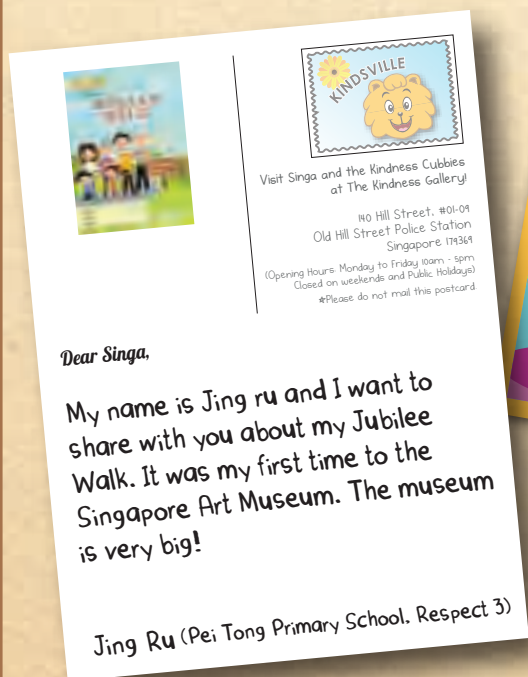 KINDSVILLE
Visit Singa and the Kindness Cubbies
at The Kindness Gallery!
140 Hill Street, #01-09
Old Hill Street Police Station
Singapore 179369
(Opening Hours: Monday to Friday 10am - 5pm
Closed on weekends and Public Holidays)
*Please do not mail this postcard
Dear Singa,
My name is Jing ru and I want to
share with you about my Jubilee
Walk. It was my first time to the
Singapore Art Museum. The museum
is very big!
Jing Ru (Pei Tong Primary School, Respect 3)